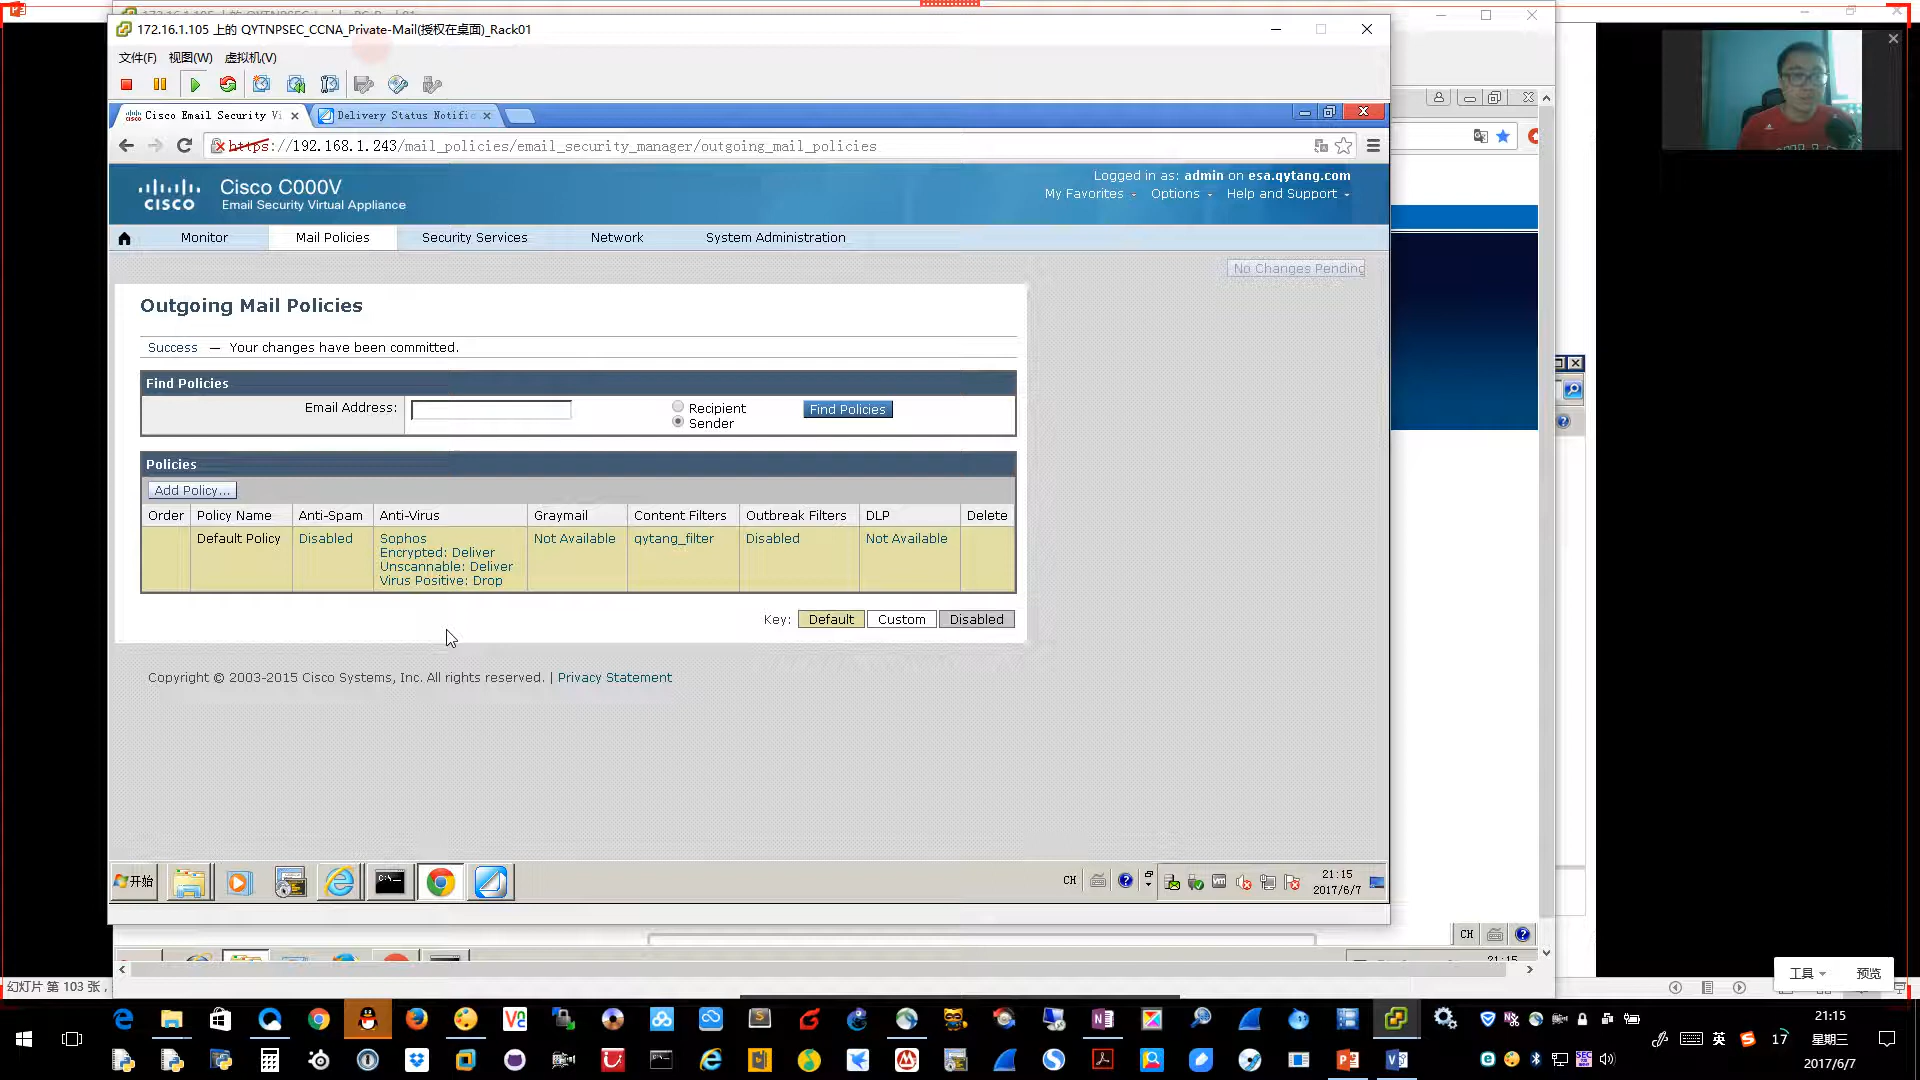 172.16.1.105 上的 QYTNPSEC_CCNA_Private-Mail(授权在桌面)_Rack01
文件(F) 视图(W) 虚拟机(V)
Cisco Email Security Vi
Delivery Status Notific
https://192.168.1.243/mail_policies/email_security_manager/outgoing_mail_policies
CISCO
Cisco C000V
Email Security Virtual Appliance
Logged in as: admin on esa.qytang.com
My Favorites Options Help and Support
Monitor Mail Policies Security Services Network System Administration
No Changes Pending
Outgoing Mail Policies
Success — Your changes have been committed.
Find Policies
Email Address:
Recipient
Sender
Find Policies
Policies
Add Policy...
Order Policy Name Anti-Spam Anti-Virus Graymail Content Filters Outbreak Filters DLP Delete
Default Policy Disabled Sophos Not Available qytang_filter Disabled Not Available
Encrypted: Deliver
Unscannable: Deliver
Virus Positive: Drop
Key: Default Custom Disabled
Copyright © 2003-2015 Cisco Systems, Inc. All rights reserved. | Privacy Statement
开始
CH
21:15
2017/6/7
CH
21:15
工具 预览
幻灯片 第 103 张，
英
17
21:15
星期三
2017/6/7